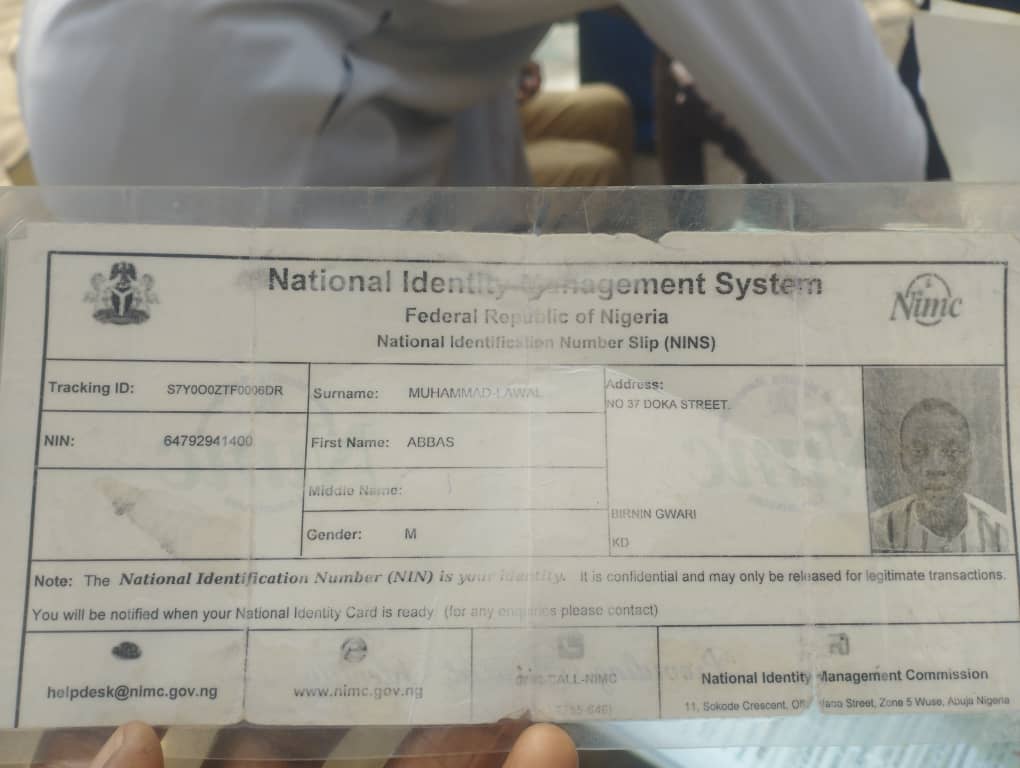 National Identity Management System
Nimc
Federal Republic of Nigeria
National Identification Number Slip (NINS)
Tracking ID: S7Y0O0ZTF0006DR
Surname: MUHAMMAD-LAWAL
Address:
NO 37 DOKA STREET.
NIN: 64792941400
First Name: ABBAS
Middle Name:
BIRNIN GWARI
Gender: M
KD
Note: The National Identification Number (NIN) is your identity. It is confidential and may only be released for legitimate transactions.
You will be notified when your National Identity Card is ready (for any enquiries please contact)
helpdesk@nimc.gov.ng
www.nimc.gov.ng
CALL-NIMC
National Identity Management Commission
11, Sokode Crescent, Off Street, Zone 5 Wuse, Abuja Nigeria